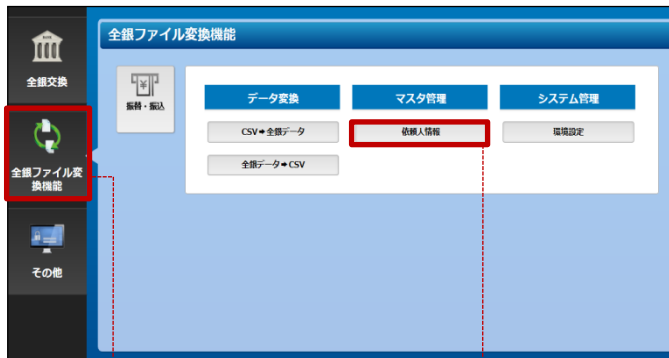 全銀ファイル変換機能
全銀交換
振替・振込
データ変換
マスタ管理
システム管理
CSV➡全銀データ
依頼人情報
環境設定
全銀データ➡CSV
全銀ファイル変
換機能
その他